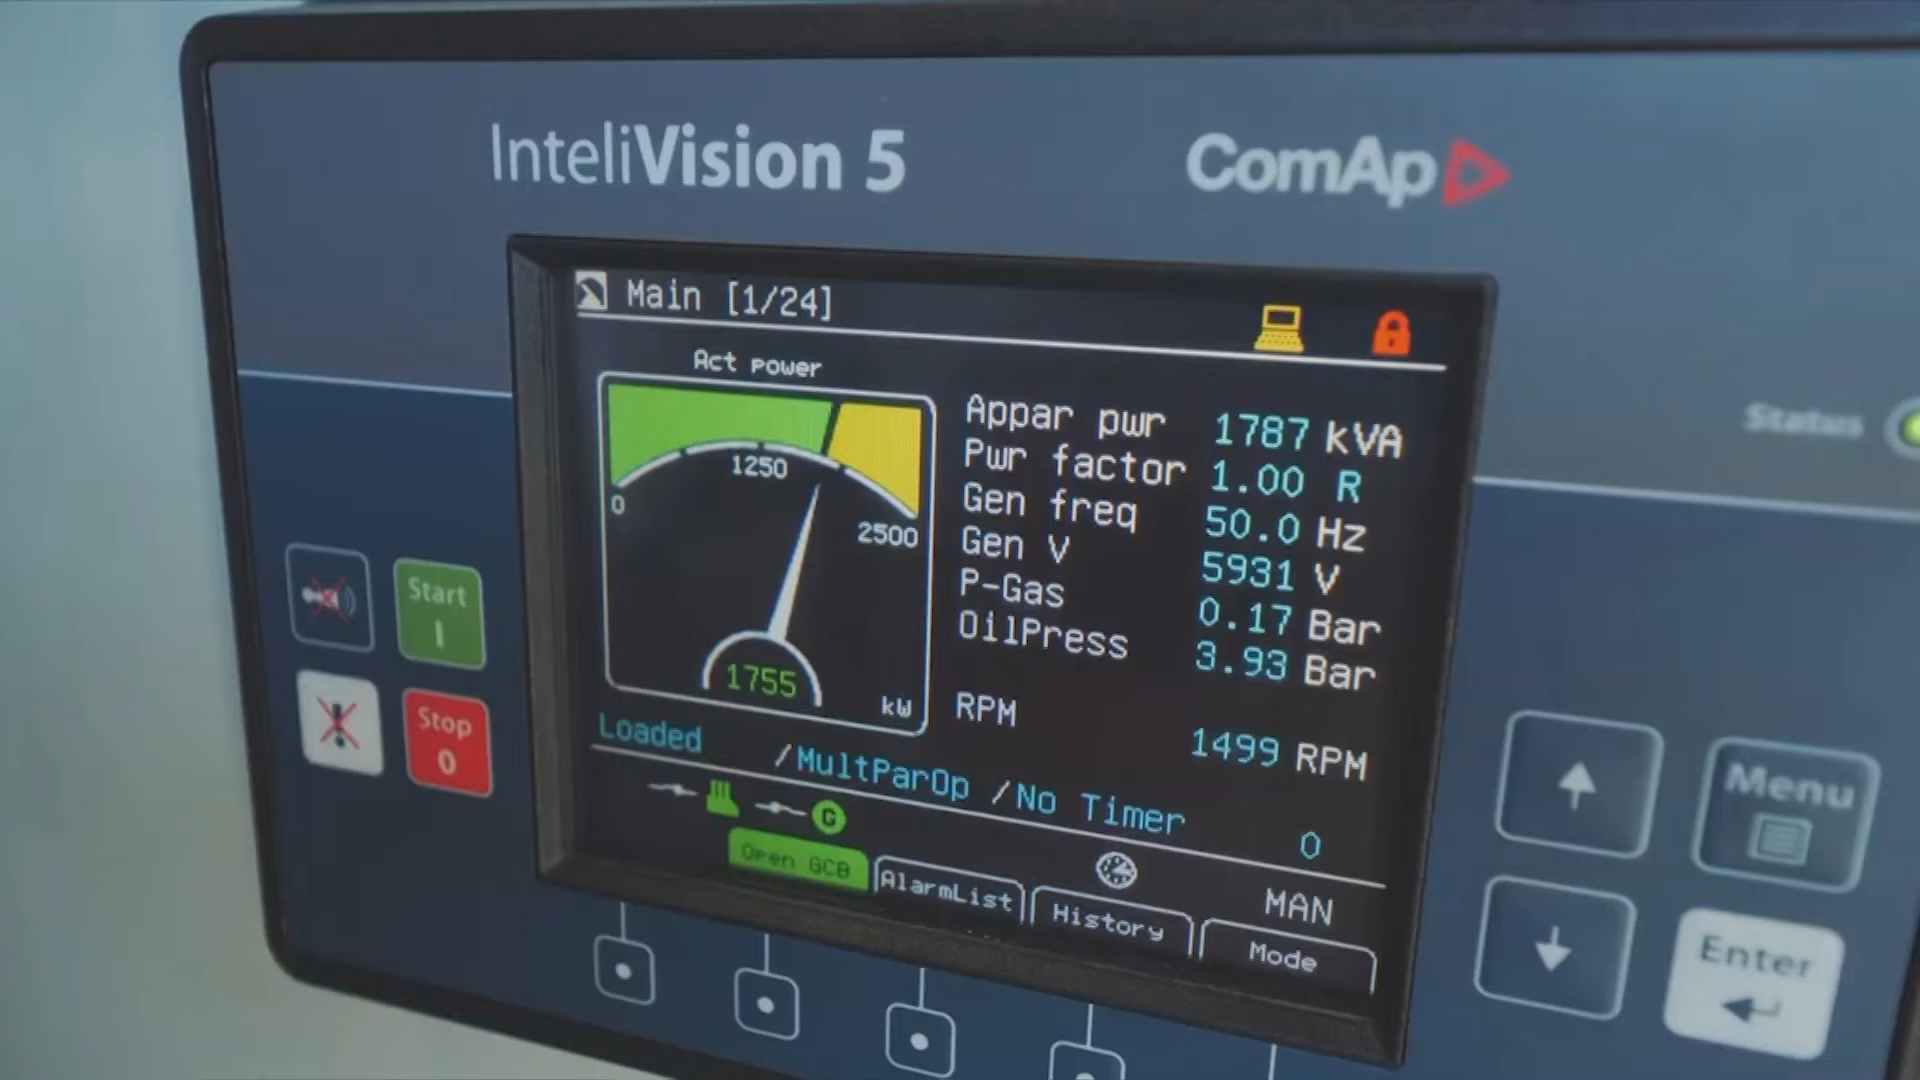 InteliVision 5
ComAp
Main [1/24]
Act power
0
1250
2500
1755
kW
Appar pwr 1787 kVA
Pwr factor 1.00 R
Gen freq 50.0 Hz
Gen V 5931 V
P-Gas 0.17 Bar
OilPress 3.93 Bar
RPM 1499 RPM
Loaded /MultParOp /No Timer 0
G
MAN
Open GCB
AlarmList
History
Mode
Status
Start
I
Stop
0
Menu
Enter